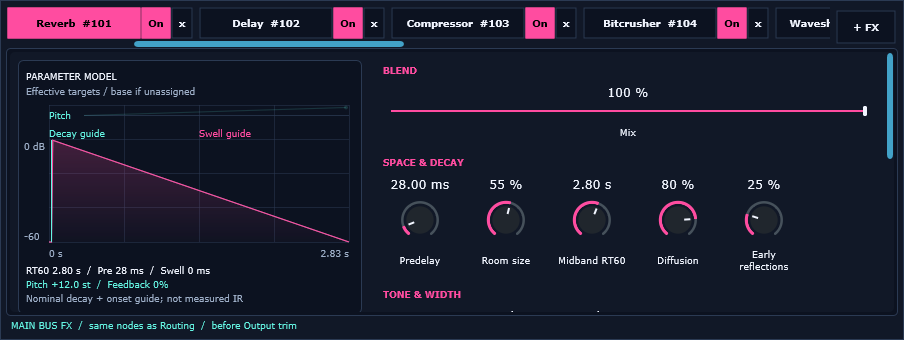 Reverb #101 On x Delay #102 On x Compressor #103 On x Bitcrusher #104 On x Wavesh + FX
PARAMETER MODEL
Effective targets / base if unassigned
Pitch
Decay guide Swell guide
0 dB
-60
0 s 2.83 s
RT60 2.80 s / Pre 28 ms / Swell 0 ms
Pitch +12.0 st / Feedback 0%
Nominal decay + onset guide; not measured IR
BLEND
100 %
Mix
SPACE & DECAY
28.00 ms 55 % 2.80 s 80 % 25 %
Predelay Room size Midband RT60 Diffusion Early
reflections
TONE & WIDTH
MAIN BUS FX / same nodes as Routing / before Output trim